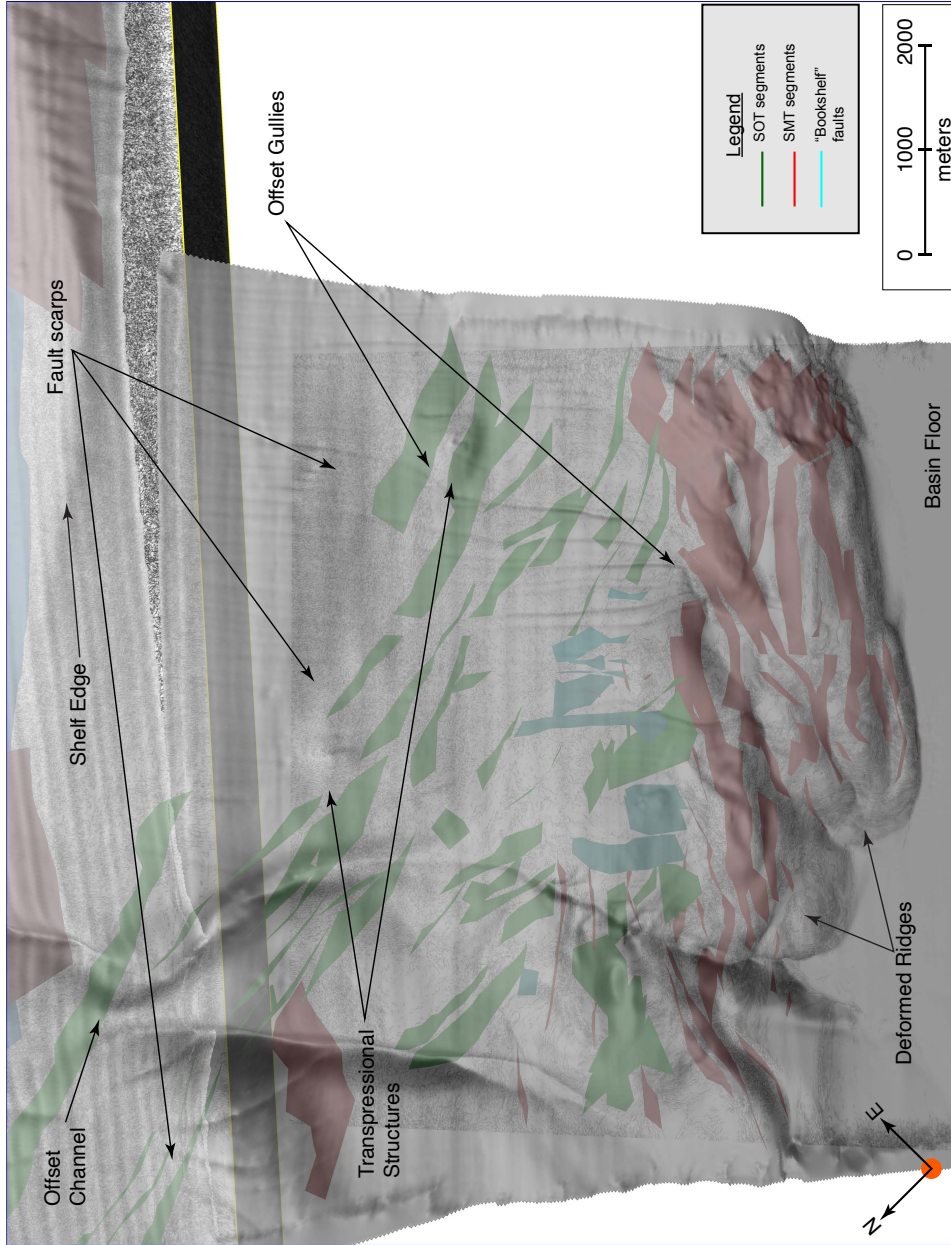 Fault scarps
Shelf Edge
Offset
Channel
Offset Gullies
Transpressional
Structures
Deformed Ridges
Basin Floor
Legend
SOT segments
SMT segments
“Bookshelf”
faults
0
1000
2000
meters
N
E